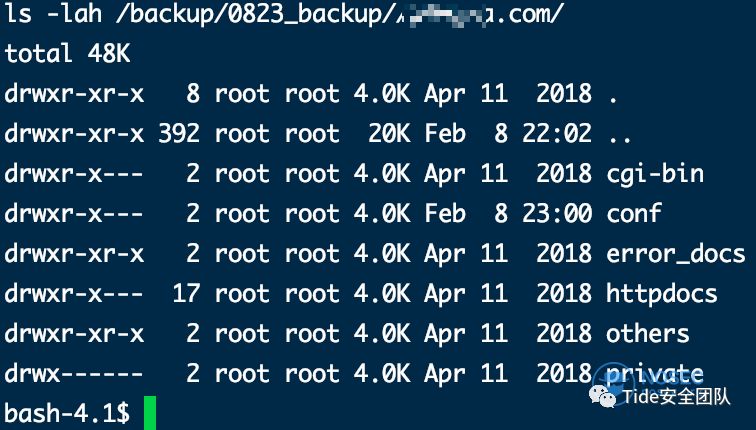 ls -lah /backup/0823_backup/ .com/
total 48K
drwxr-xr-x   8 root root 4.0K Apr 11  2018 .
drwxr-xr-x 392 root root  20K Feb  8 22:02 ..
drwxr-x---   2 root root 4.0K Apr 11  2018 cgi-bin
drwxr-x---   2 root root 4.0K Feb  8 23:00 conf
drwxr-xr-x   2 root root 4.0K Apr 11  2018 error_docs
drwxr-x---  17 root root 4.0K Apr 11  2018 httpdocs
drwxr-xr-x   2 root root 4.0K Apr 11  2018 others
drwx------   2 root root 4.0K Apr 11  2018 private
Tide安全团队
bash-4.1$